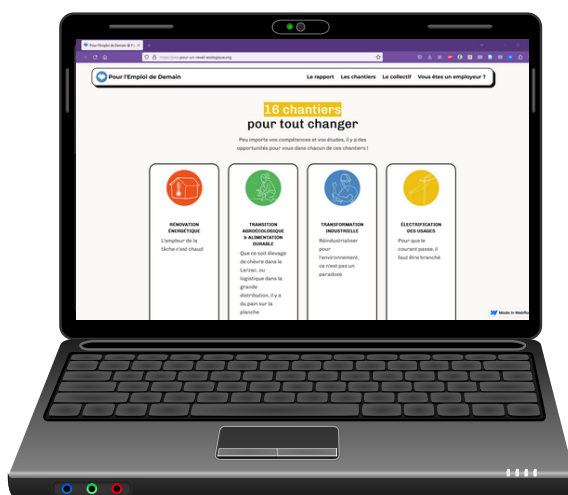 Pour l'Emploi de Demain
Le rapport Les chantiers Le collectif Vous êtes un employeur ?
16 chantiers
pour tout changer
Peu importe vos compétences et vos études, il y a des
opportunités pour vous dans chacun de ces chantiers !
RÉNOVATION
ÉNERGÉTIQUE
L'ampleur de la
tâche c'est chaud
TRANSITION
AGROÉCOLOGIQUE
& ALIMENTATION
DURABLE
Que ce soit élevage
de chèvre dans le
Larzac, ou
logistique dans la
grande
distribution, il y a
du pain sur la
planche
TRANSFORMATION
INDUSTRIELLE
Réindustrialiser
pour
l'environnement,
ce n'est pas un
paradoxe
ÉLECTRIFICATION
DES USAGES
Pour que le
courant passe, il
faut être branché
Made in Webflow